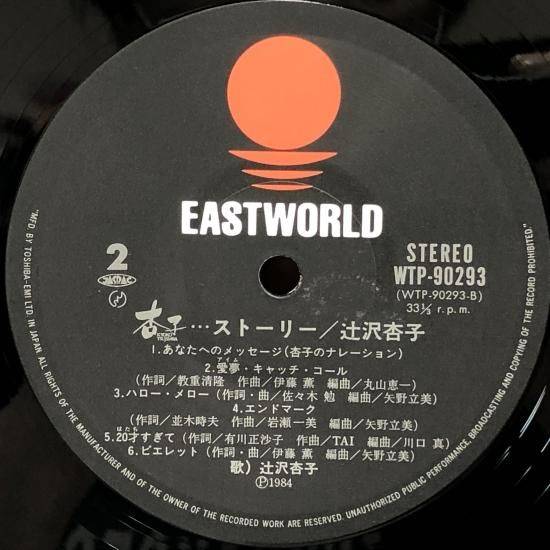 EASTWORLD
2
JASRAC
STEREO
WTP-90293
(WTP-90293-B)
33⅓ r.p.m.
杏子…ストーリー/辻沢杏子
1.あなたへのメッセージ(杏子のナレーション)
アイム
2.愛夢・キャッチ・コール
(作詞/教重清隆 作曲/伊藤 薫 編曲/丸山恵一)
3.ハロー・メロー(作詞・曲/佐々木 勉 編曲/矢野立美)
4.エンドマーク
(作詞/並木時夫 作曲/岩瀬一美 編曲/矢野立美)
はたち
5.20才すぎて(作詞/有川正沙子 作曲/TAI 編曲/川口 真)
6.ピエレット(作詞・曲/伊藤 薫 編曲/矢野立美)
歌)辻沢杏子
Ⓟ1984
"MFD BY TOSHIBA-EMI LTD. IN JAPAN ALL RIGHTS OF THE MANUFACTURER AND OF THE OWNER OF THE RECORDED WORK ARE RESERVED. UNAUTHORIZED PUBLIC PERFORMANCE, BROADCASTING AND COPYING OF THE RECORD PROHIBITED."